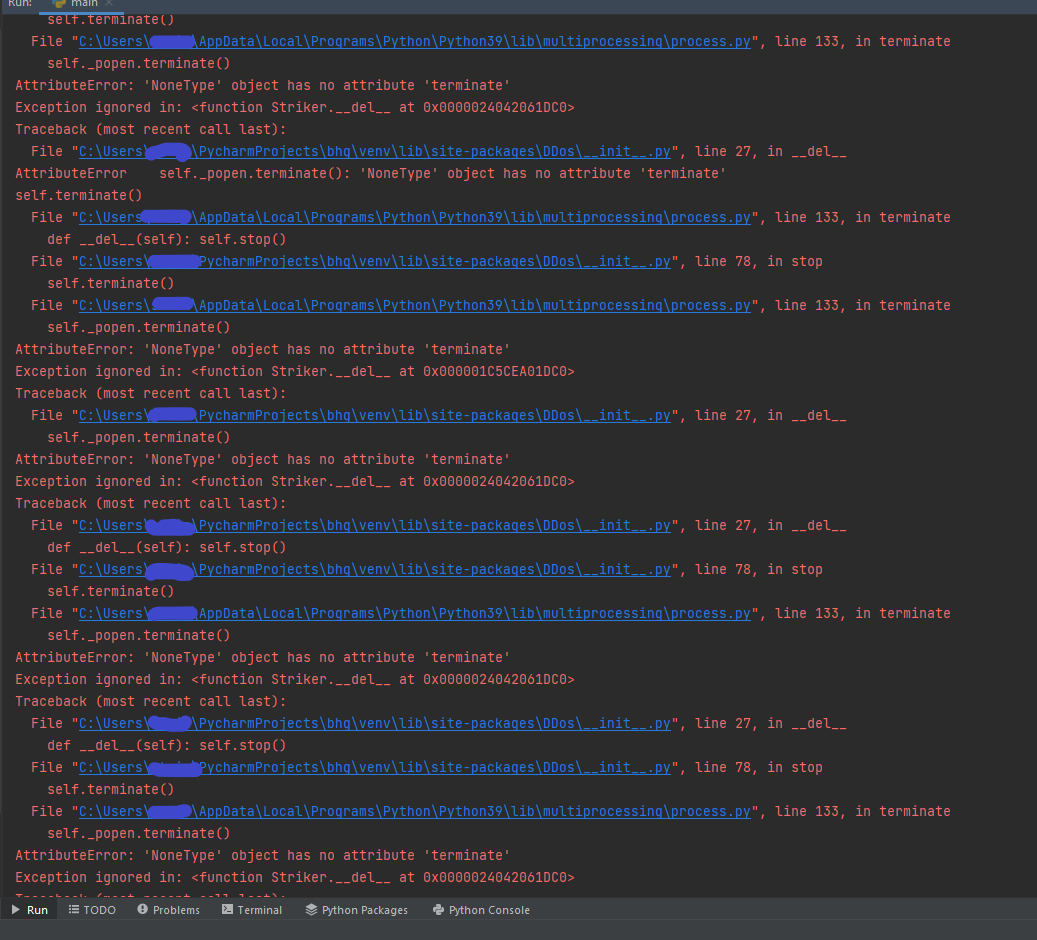 Run:
main
self.terminate()
File "C:\Users\ \AppData\Local\Programs\Python\Python39\lib\multiprocessing\process.py", line 133, in terminate
self._popen.terminate()
AttributeError: 'NoneType' object has no attribute 'terminate'
Exception ignored in: <function Striker.__del__ at 0x0000024042061DC0>
Traceback (most recent call last):
File "C:\Users\ \PycharmProjects\bhg\venv\lib\site-packages\DDos\__init__.py", line 27, in __del__
AttributeError    self._popen.terminate(): 'NoneType' object has no attribute 'terminate'
self.terminate()
File "C:\Users \AppData\Local\Programs\Python\Python39\lib\multiprocessing\process.py", line 133, in terminate
def __del__(self): self.stop()
File "C:\Users\ PycharmProjects\bhg\venv\lib\site-packages\DDos\__init__.py", line 78, in stop
self.terminate()
File "C:\Users\ \AppData\Local\Programs\Python\Python39\lib\multiprocessing\process.py", line 133, in terminate
self._popen.terminate()
AttributeError: 'NoneType' object has no attribute 'terminate'
Exception ignored in: <function Striker.__del__ at 0x000001C5CEA01DC0>
Traceback (most recent call last):
File "C:\Users\ \PycharmProjects\bhg\venv\lib\site-packages\DDos\__init__.py", line 27, in __del__
self._popen.terminate()
AttributeError: 'NoneType' object has no attribute 'terminate'
Exception ignored in: <function Striker.__del__ at 0x0000024042061DC0>
Traceback (most recent call last):
File "C:\Users\ \PycharmProjects\bhg\venv\lib\site-packages\DDos\__init__.py", line 27, in __del__
def __del__(self): self.stop()
File "C:\Users\ \PycharmProjects\bhg\venv\lib\site-packages\DDos\__init__.py", line 78, in stop
self.terminate()
File "C:\Users\ AppData\Local\Programs\Python\Python39\lib\multiprocessing\process.py", line 133, in terminate
self._popen.terminate()
AttributeError: 'NoneType' object has no attribute 'terminate'
Exception ignored in: <function Striker.__del__ at 0x0000024042061DC0>
Traceback (most recent call last):
File "C:\Users\ \PycharmProjects\bhg\venv\lib\site-packages\DDos\__init__.py", line 27, in __del__
def __del__(self): self.stop()
File "C:\Users\ PycharmProjects\bhg\venv\lib\site-packages\DDos\__init__.py", line 78, in stop
self.terminate()
File "C:\Users\ \AppData\Local\Programs\Python\Python39\lib\multiprocessing\process.py", line 133, in terminate
self._popen.terminate()
AttributeError: 'NoneType' object has no attribute 'terminate'
Exception ignored in: <function Striker.__del__ at 0x0000024042061DC0>
Traceback (most recent call last):
Run
TODO
Problems
Terminal
Python Packages
Python Console